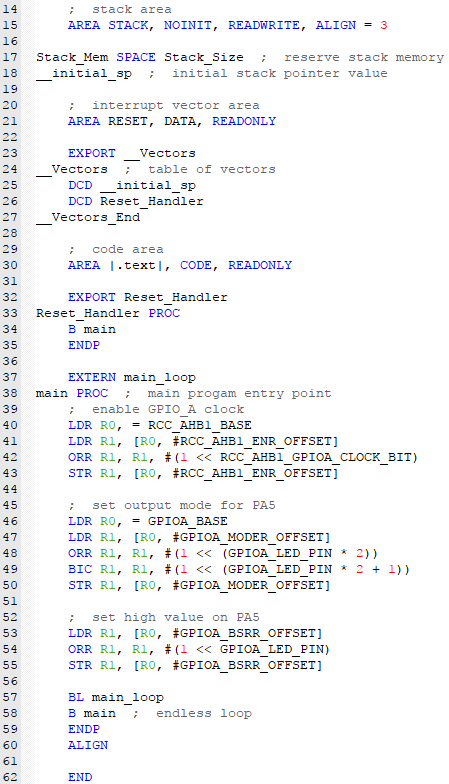 14     ;  stack area
15     AREA STACK, NOINIT, READWRITE, ALIGN = 3
16
17 Stack_Mem SPACE Stack_Size  ;  reserve stack memory
18 __initial_sp  ;  initial stack pointer value
19
20     ;  interrupt vector area
21     AREA RESET, DATA, READONLY
22
23     EXPORT __Vectors
24 __Vectors  ;  table of vectors
25     DCD __initial_sp
26     DCD Reset_Handler
27 __Vectors_End
28
29     ;  code area
30     AREA |.text|, CODE, READONLY
31
32     EXPORT Reset_Handler
33 Reset_Handler PROC
34     B main
35     ENDP
36
37     EXTERN main_loop
38 main PROC  ;  main progam entry point
39     ;  enable GPIO_A clock
40     LDR R0, = RCC_AHB1_BASE
41     LDR R1, [R0, #RCC_AHB1_ENR_OFFSET]
42     ORR R1, R1, #(1 << RCC_AHB1_GPIOA_CLOCK_BIT)
43     STR R1, [R0, #RCC_AHB1_ENR_OFFSET]
44
45     ;  set output mode for PA5
46     LDR R0, = GPIOA_BASE
47     LDR R1, [R0, #GPIOA_MODER_OFFSET]
48     ORR R1, R1, #(1 << (GPIOA_LED_PIN * 2))
49     BIC R1, R1, #(1 << (GPIOA_LED_PIN * 2 + 1))
50     STR R1, [R0, #GPIOA_MODER_OFFSET]
51
52     ;  set high value on PA5
53     LDR R1, [R0, #GPIOA_BSRR_OFFSET]
54     ORR R1, R1, #(1 << GPIOA_LED_PIN)
55     STR R1, [R0, #GPIOA_BSRR_OFFSET]
56
57     BL main_loop
58     B main  ;  endless loop
59     ENDP
60     ALIGN
61
62     END